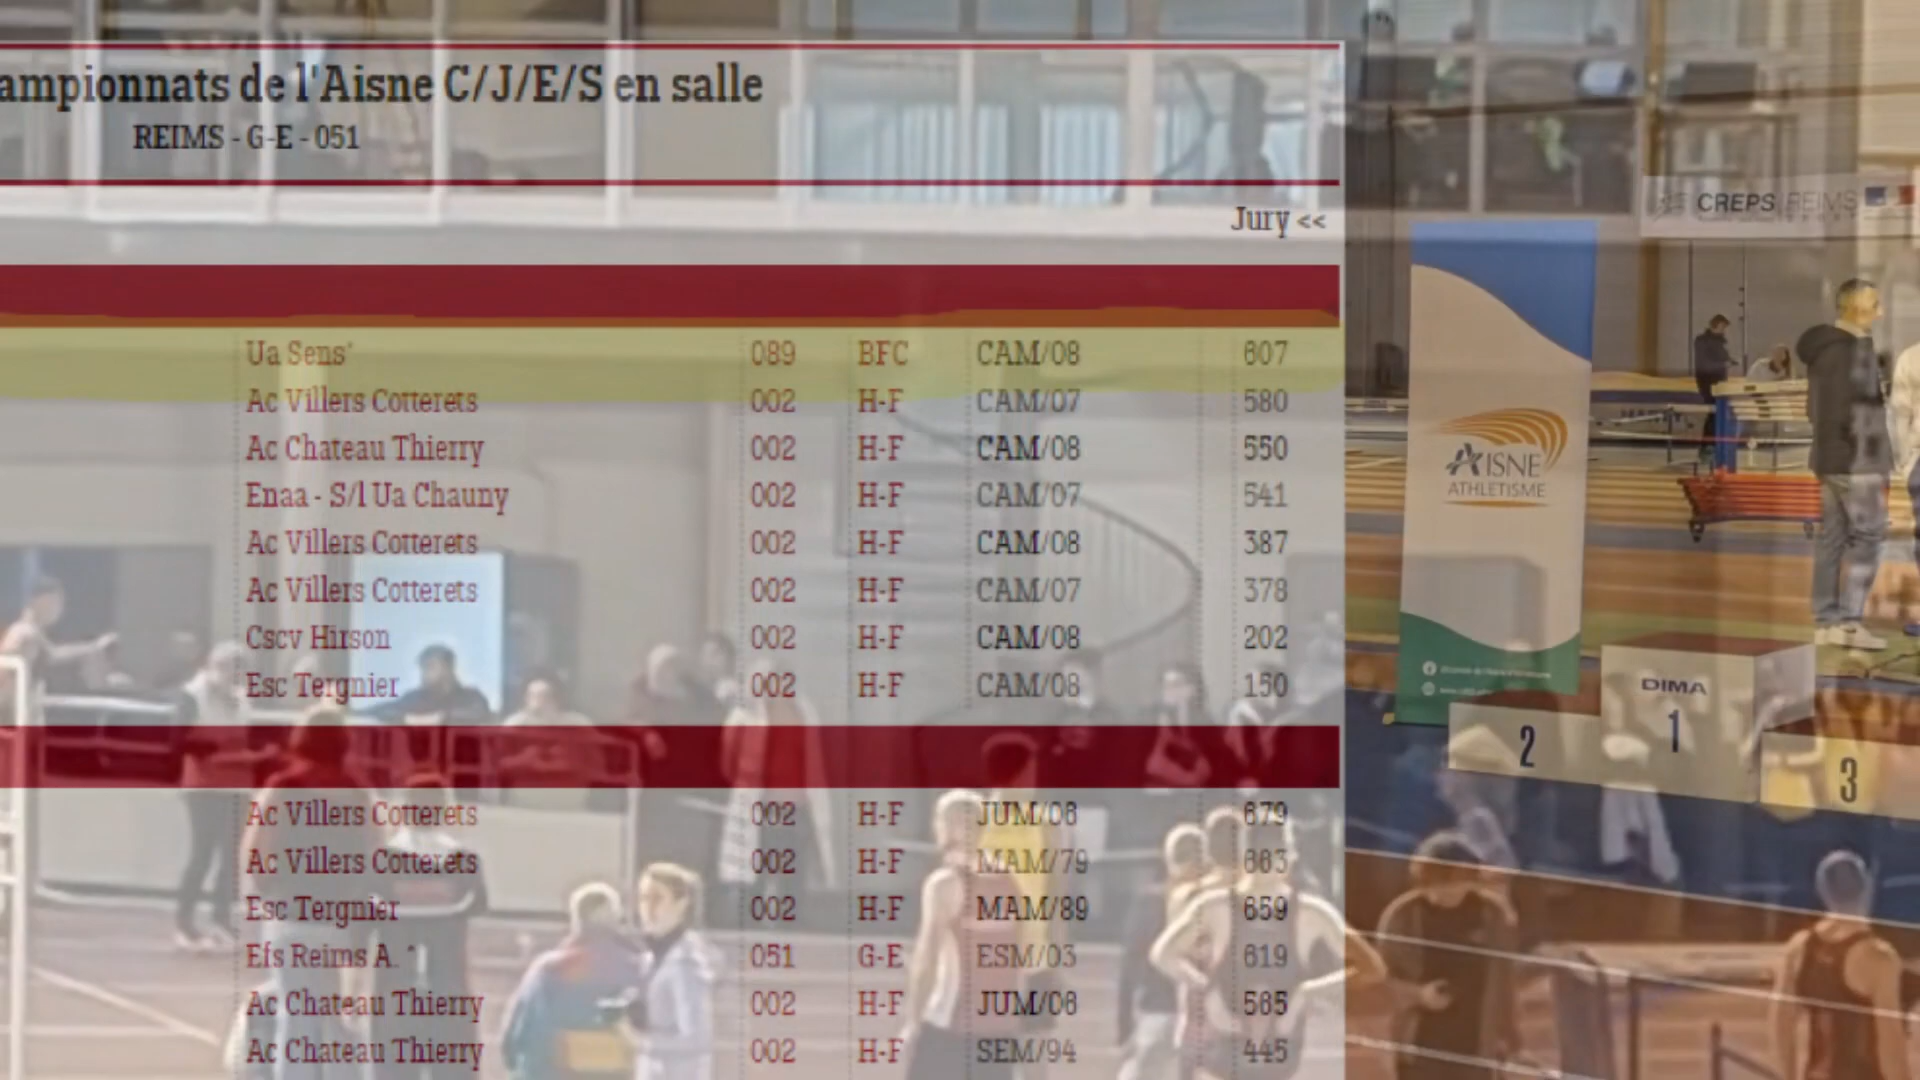 ampionnats de l'Aisne C/J/E/S en salle
REIMS - G-E - 051
Jury <<
Ua Sens* 089 BFC CAM/08 607
Ac Villers Cotterets 002 H-F CAM/07 580
Ac Chateau Thierry 002 H-F CAM/08 550
Enaa - S/l Ua Chauny 002 H-F CAM/07 541
Ac Villers Cotterets 002 H-F CAM/08 387
Ac Villers Cotterets 002 H-F CAM/07 378
Cscv Hirson 002 H-F CAM/08 202
Esc Tergnier 002 H-F CAM/08 150
Ac Villers Cotterets 002 H-F JUM/06 679
Ac Villers Cotterets 002 H-F MAM/79 663
Esc Tergnier 002 H-F MAM/89 659
Efs Reims A. * 051 G-E ESM/03 619
Ac Chateau Thierry 002 H-F JUM/06 565
Ac Chateau Thierry 002 H-F SEM/94 445
CREPS REIMS
AISNE
ATHLETISME
DIMA
2 1 3